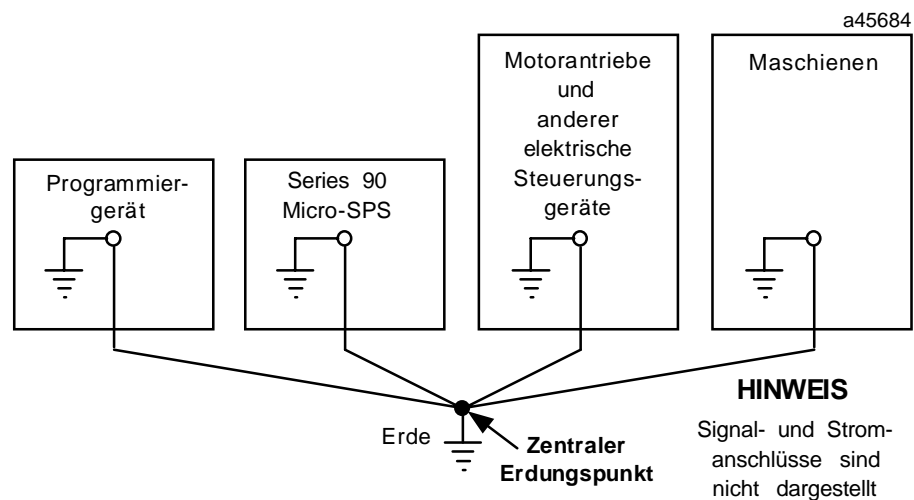 a45684
Programmier-
gerät
Series 90
Micro-SPS
Motorantriebe
und
anderer
elektrische
Steuerungs-
geräte
Maschienen
Erde
Zentraler
Erdungspunkt
HINWEIS
Signal- und Strom-
anschlüsse sind
nicht dargestellt